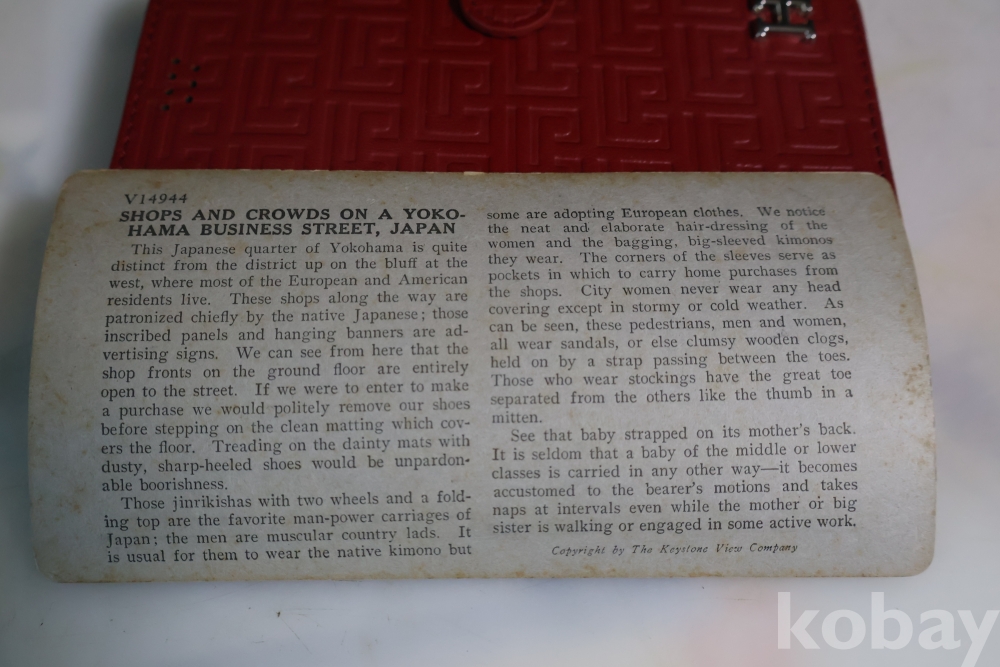 V14944
SHOPS AND CROWDS ON A YOKO-
HAMA BUSINESS STREET, JAPAN
This Japanese quarter of Yokohama is quite
distinct from the district up on the bluff at the
west, where most of the European and American
residents live. These shops along the way are
patronized chiefly by the native Japanese; those
inscribed panels and hanging banners are ad-
vertising signs. We can see from here that the
shop fronts on the ground floor are entirely
open to the street. If we were to enter to make
a purchase we would politely remove our shoes
before stepping on the clean matting which cov-
ers the floor. Treading on the dainty mats with
dusty, sharp-heeled shoes would be unpardon-
able boorishness.
Those jinrikishas with two wheels and a fold-
ing top are the favorite man-power carriages of
Japan; the men are muscular country lads. It
is usual for them to wear the native kimono but
some are adopting European clothes. We notice
the neat and elaborate hair-dressing of the
women and the bagging, big-sleeved kimonos
they wear. The corners of the sleeves serve as
pockets in which to carry home purchases from
the shops. City women never wear any head
covering except in stormy or cold weather. As
can be seen, these pedestrians, men and women,
all wear sandals, or else clumsy wooden clogs,
held on by a strap passing between the toes.
Those who wear stockings have the great toe
separated from the others like the thumb in a
mitten.
See that baby strapped on its mother's back.
It is seldom that a baby of the middle or lower
classes is carried in any other way—it becomes
accustomed to the bearer's motions and takes
naps at intervals even while the mother or big
sister is walking or engaged in some active work.
Copyright by The Keystone View Company
kobay